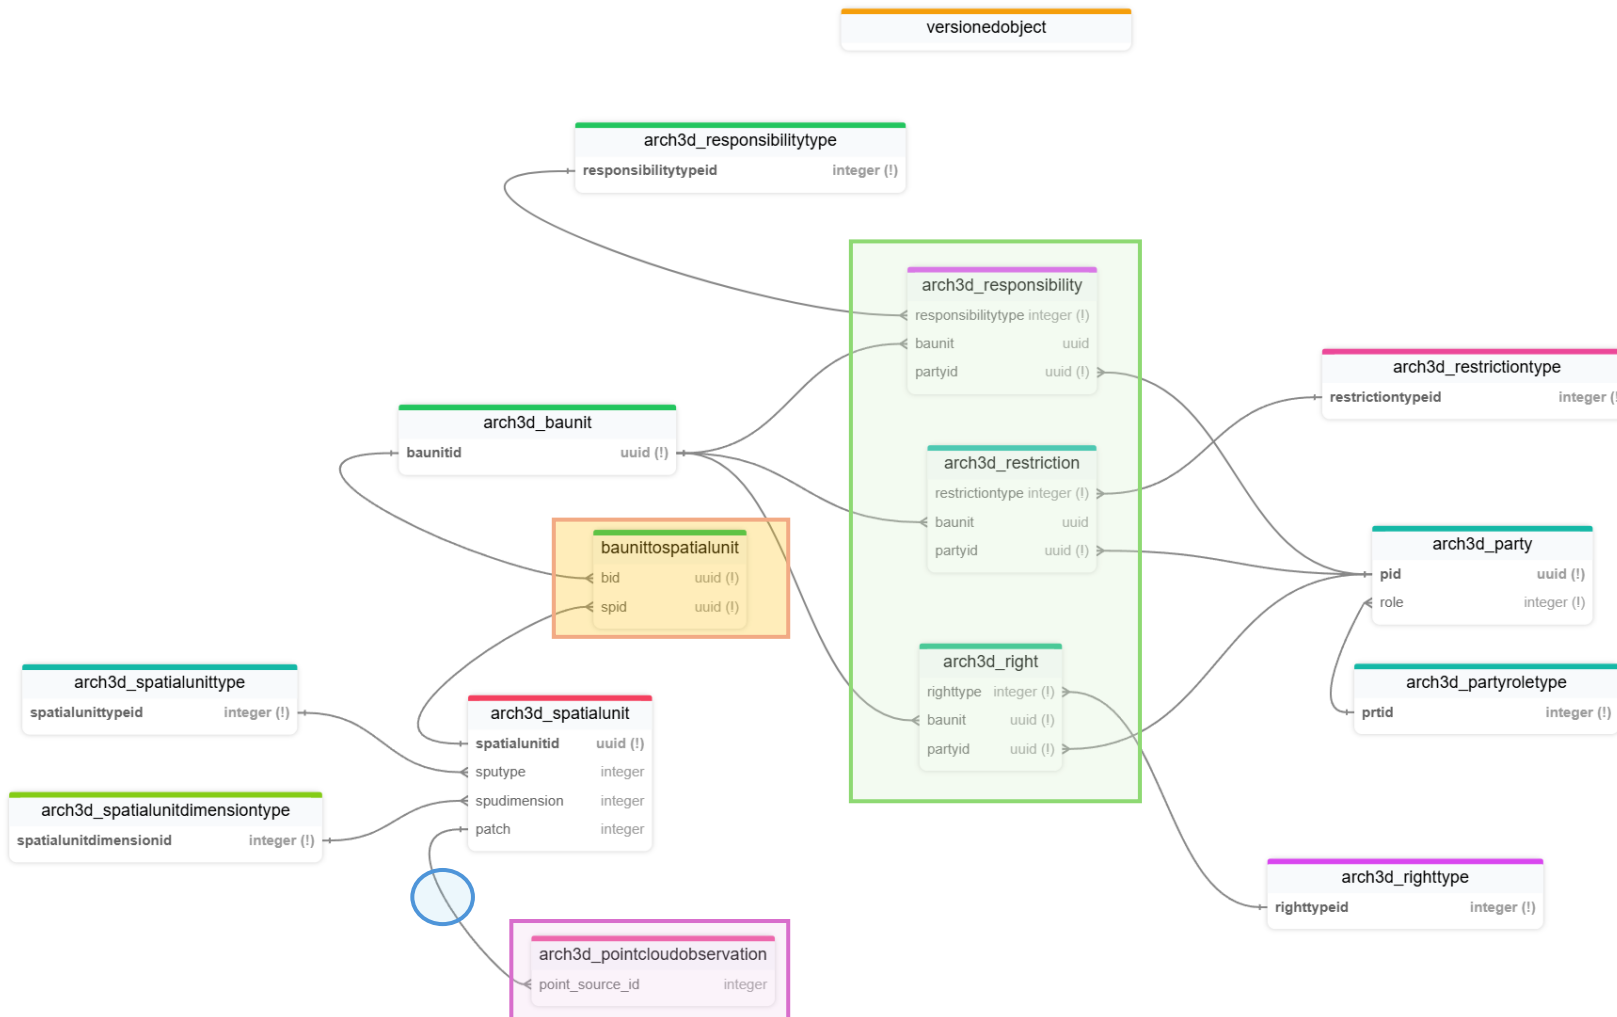 versionedobject
arch3d_responsibilitytype
responsibilitytypeid integer (!)
arch3d_responsibility
responsibilitytype integer (!)
baunit uuid
partyid uuid (!)
arch3d_restrictiontype
restrictiontypeid integer (!
arch3d_baunit
baunitid uuid (!)
arch3d_restriction
restrictiontype integer (!)
baunit uuid
partyid uuid (!)
baunittospatialunit
bid uuid (!)
spid uuid (!)
arch3d_party
pid uuid (!)
role integer (!)
arch3d_right
righttype integer (!)
baunit uuid (!)
partyid uuid (!)
arch3d_partyroletype
prtid integer (!)
arch3d_spatialunittype
spatialunittypeid integer (!)
arch3d_spatialunit
spatialunitid uuid (!)
sputype integer
spudimension integer
patch integer
arch3d_spatialunitdimensiontype
spatialunitdimensionid integer (!)
arch3d_righttype
righttypeid integer (!)
arch3d_pointcloudobservation
point_source_id integer